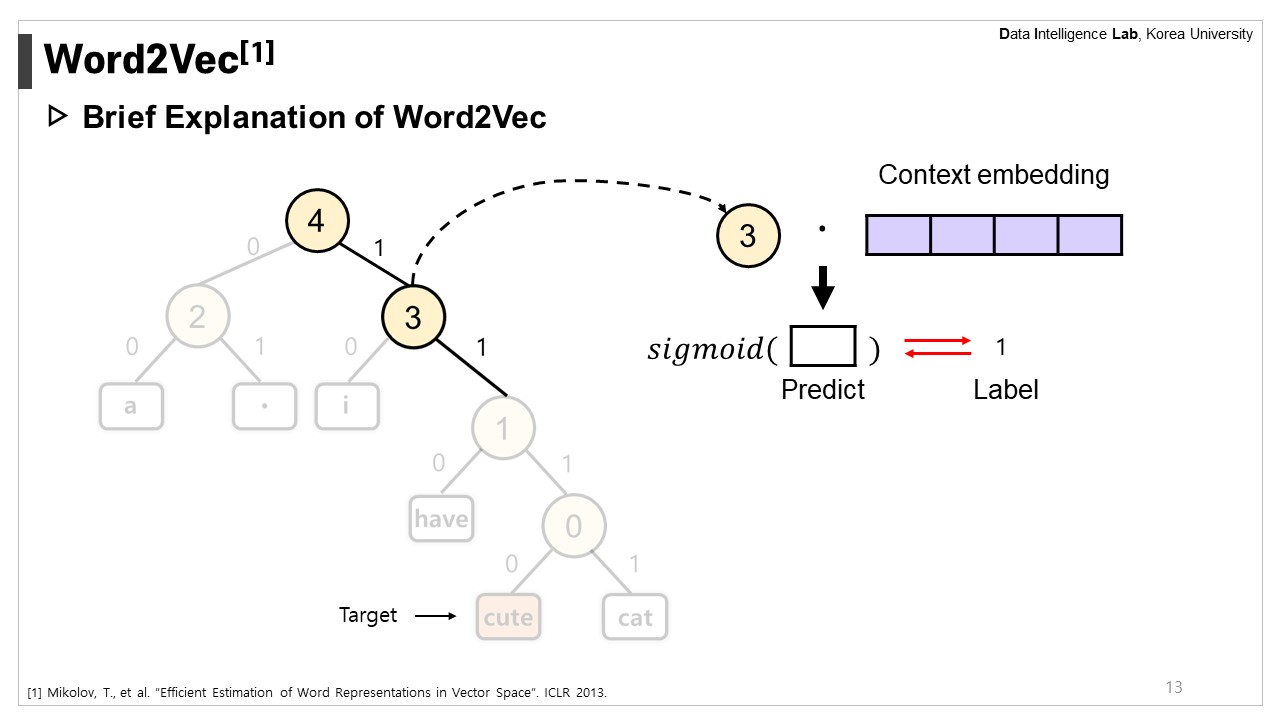 Data Intelligence Lab, Korea University
Word2Vec[1]
▷ Brief Explanation of Word2Vec
Context embedding
4
3
·
0
1
2
3
0
1
0
1
a
·
i
sigmoid( )
1
Predict
Label
1
0
1
have
0
0
1
Target
cute
cat
[1] Mikolov, T., et al. "Efficient Estimation of Word Representations in Vector Space". ICLR 2013.
13